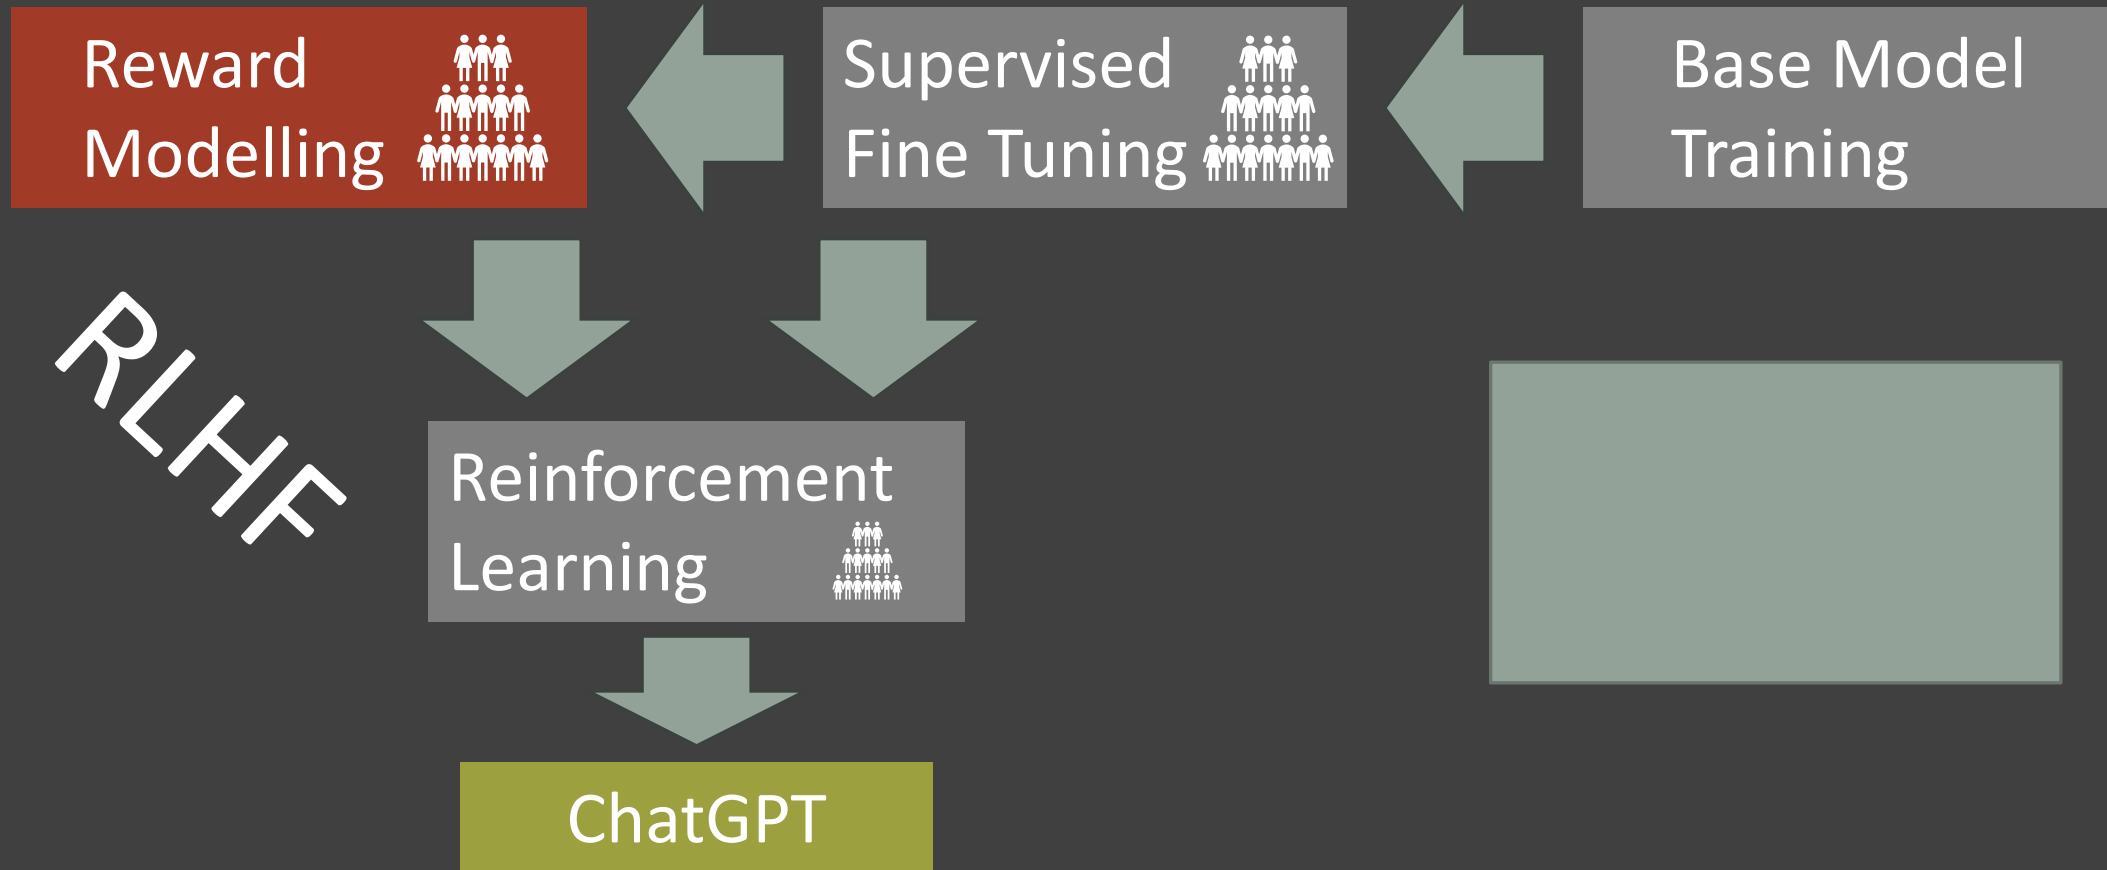 Reward
Modelling
Supervised
Fine Tuning
Base Model
Training
RLHF
Reinforcement
Learning
ChatGPT